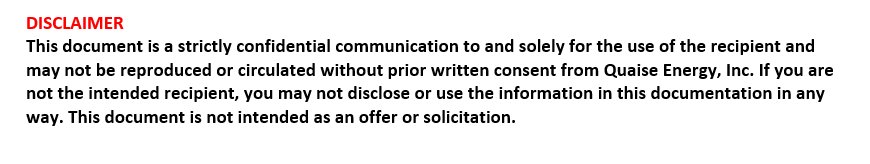 DISCLAIMER
This document is a strictly confidential communication to and solely for the use of the recipient and
may not be reproduced or circulated without prior written consent from Quaise Energy, Inc. If you are
not the intended recipient, you may not disclose or use the information in this documentation in any
way. This document is not intended as an offer or solicitation.